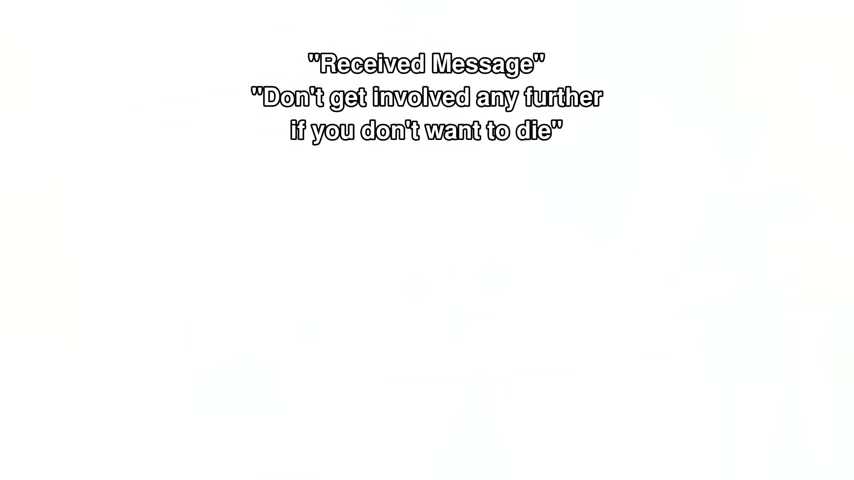 "Received Message"
"Don't get involved any further
if you don't want to die"